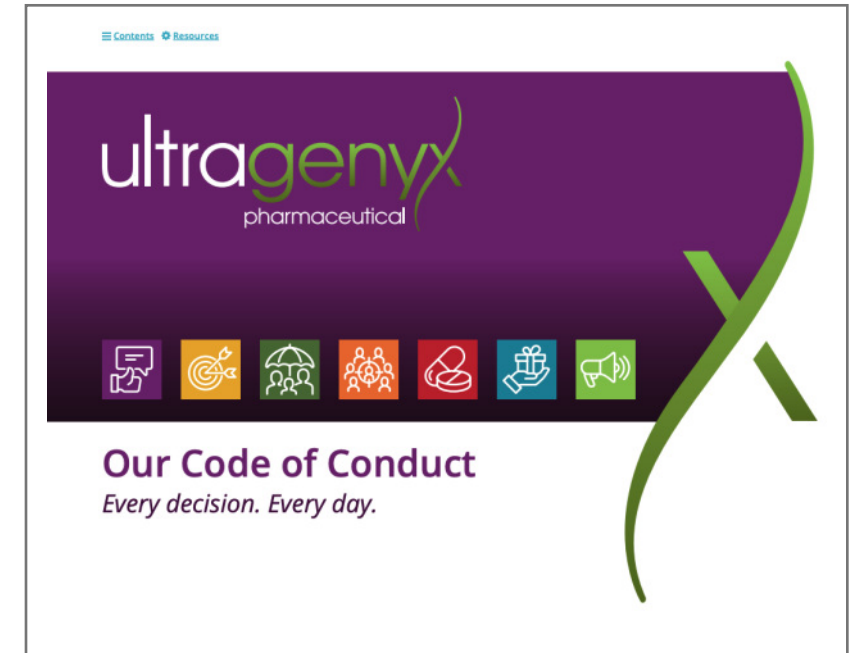 Contents Resources
ultragenyx
pharmaceutical
Our Code of Conduct
Every decision. Every day.